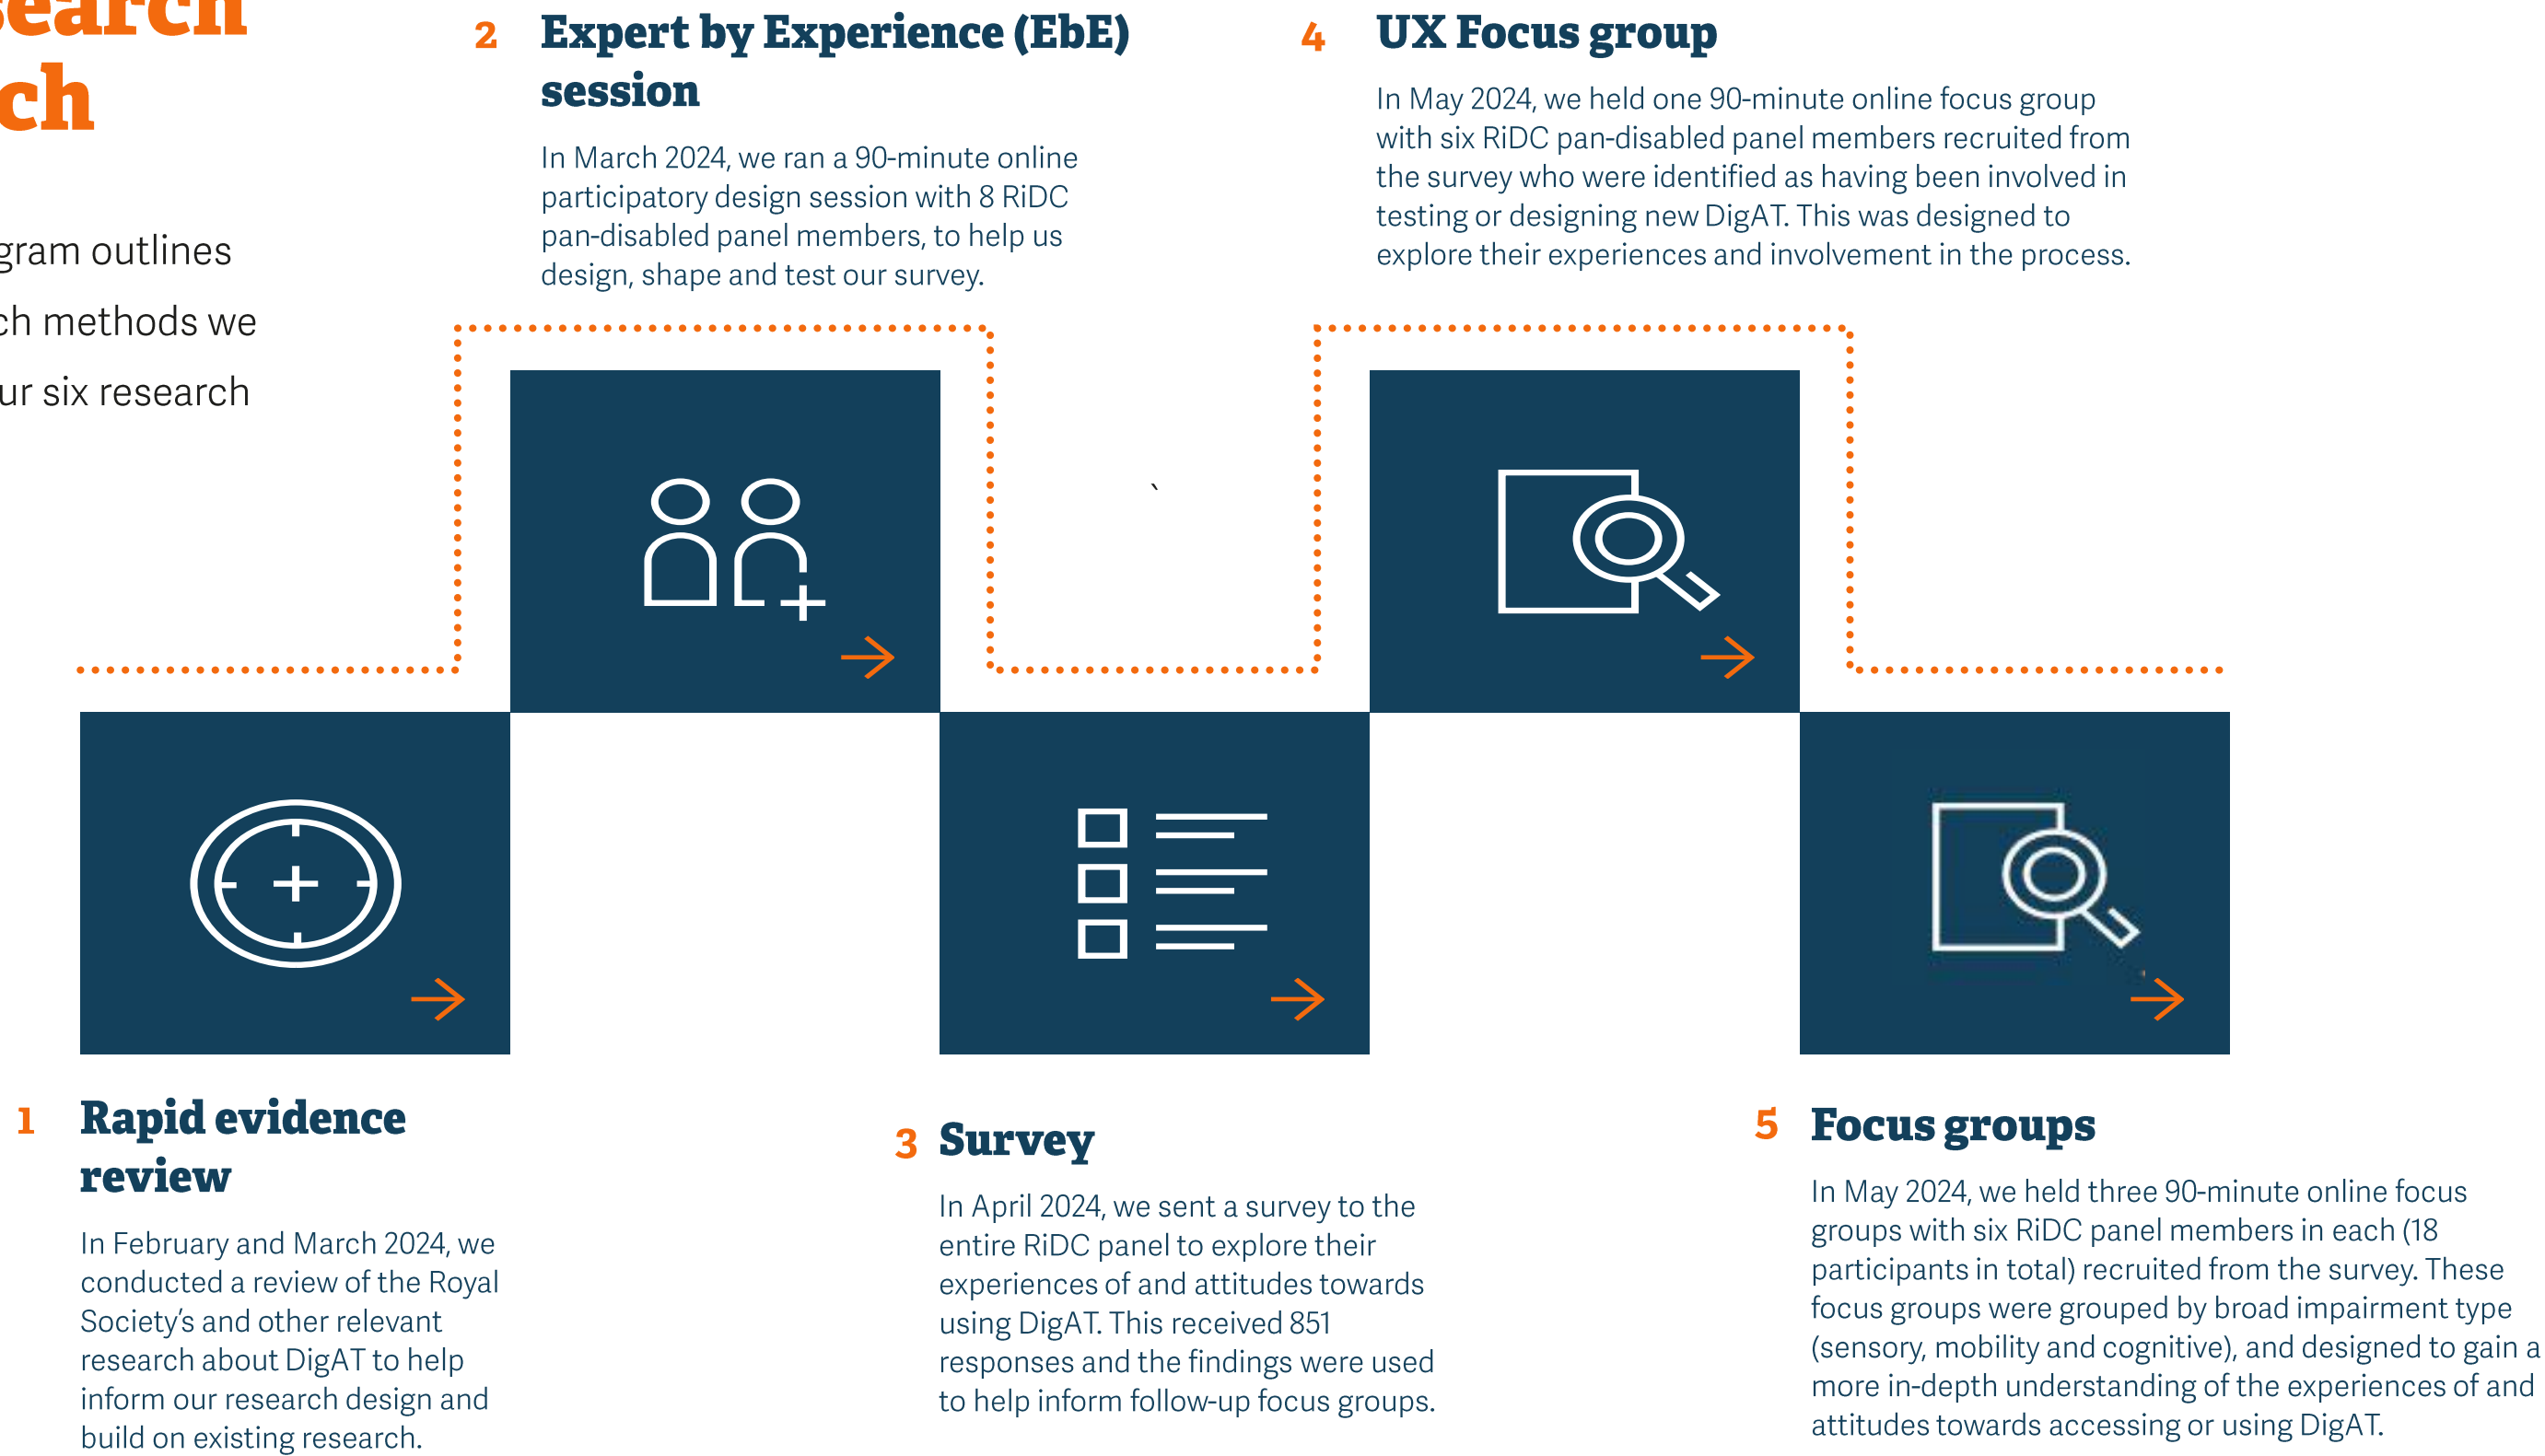 ch
gram outlines
methods we
six research
2 Expert by Experience (EbE)
session
In March 2024, we ran a 90-minute online
participatory design session with 8 RiDC
pan-disabled panel members, to help us
design, shape and test our survey.
4 UX Focus group
In May 2024, we held one 90-minute online focus group
with six RiDC pan-disabled panel members recruited from
the survey who were identified as having been involved in
testing or designing new DigAT. This was designed to
explore their experiences and involvement in the process.
1 Rapid evidence
review
In February and March 2024, we
conducted a review of the Royal
Society's and other relevant
research about DigAT to help
inform our research design and
build on existing research.
3 Survey
In April 2024, we sent a survey to the
entire RiDC panel to explore their
experiences of and attitudes towards
using DigAT. This received 851
responses and the findings were used
to help inform follow-up focus groups.
5 Focus groups
In May 2024, we held three 90-minute online focus
groups with six RiDC panel members in each (18
participants in total) recruited from the survey. These
focus groups were grouped by broad impairment type
(sensory, mobility and cognitive), and designed to gain a
more in-depth understanding of the experiences of and
attitudes towards accessing or using DigAT.